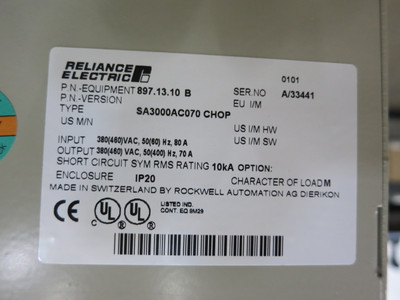 RELIANCE
ELECTRIC
0101
P.N.-EQUIPMENT 897.13.10 B SER.NO A/33441
P.N.-VERSION EU I/M
TYPE SA3000AC070 CHOP
US M/N US I/M HW
INPUT 380(460)VAC, 50(60) Hz, 80 A US I/M SW
OUTPUT 380(460) VAC, 50(400) Hz, 70 A
SHORT CIRCUIT SYM RMS RATING 10kA OPTION:
ENCLOSURE IP20 CHARACTER OF LOAD M
MADE IN SWITZERLAND BY ROCKWELL AUTOMATION AG DIERIKON
CE UL UL LISTED IND.
CONT. EQ 9M29